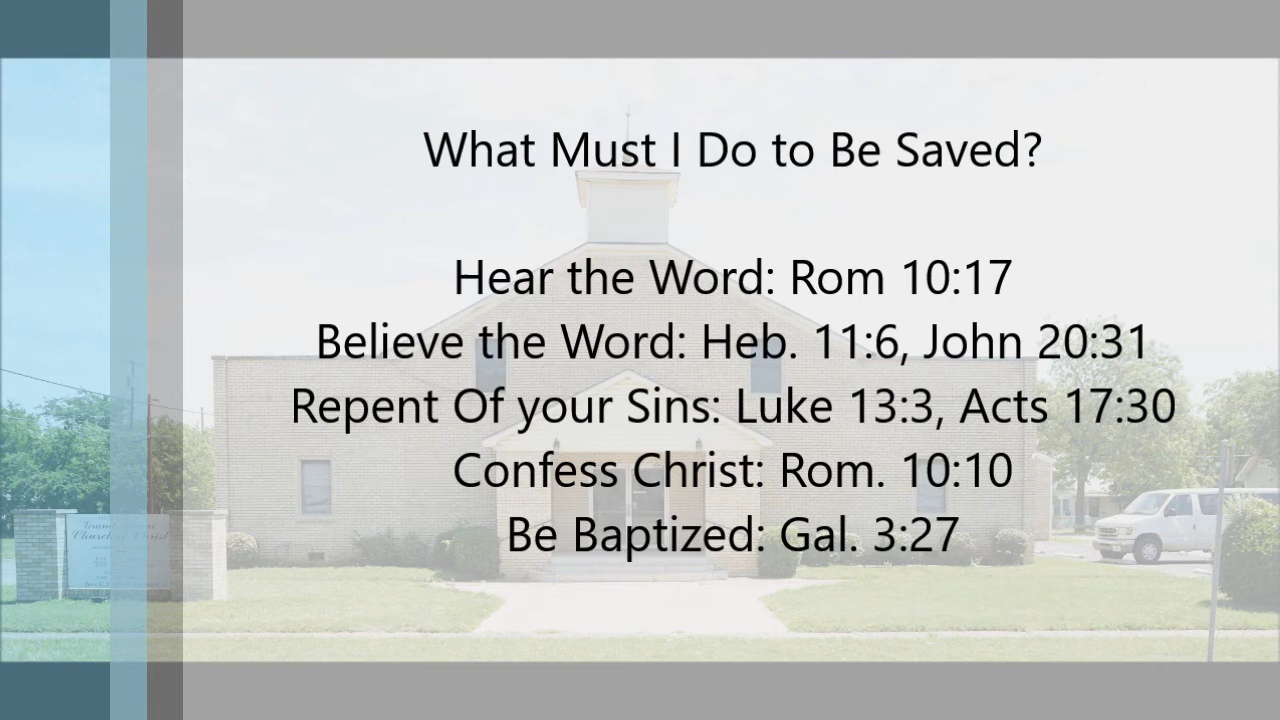 What Must I Do to Be Saved?
Hear the Word: Rom 10:17
Believe the Word: Heb. 11:6, John 20:31
Repent Of your Sins: Luke 13:3, Acts 17:30
Confess Christ: Rom. 10:10
Be Baptized: Gal. 3:27
Church of Christ